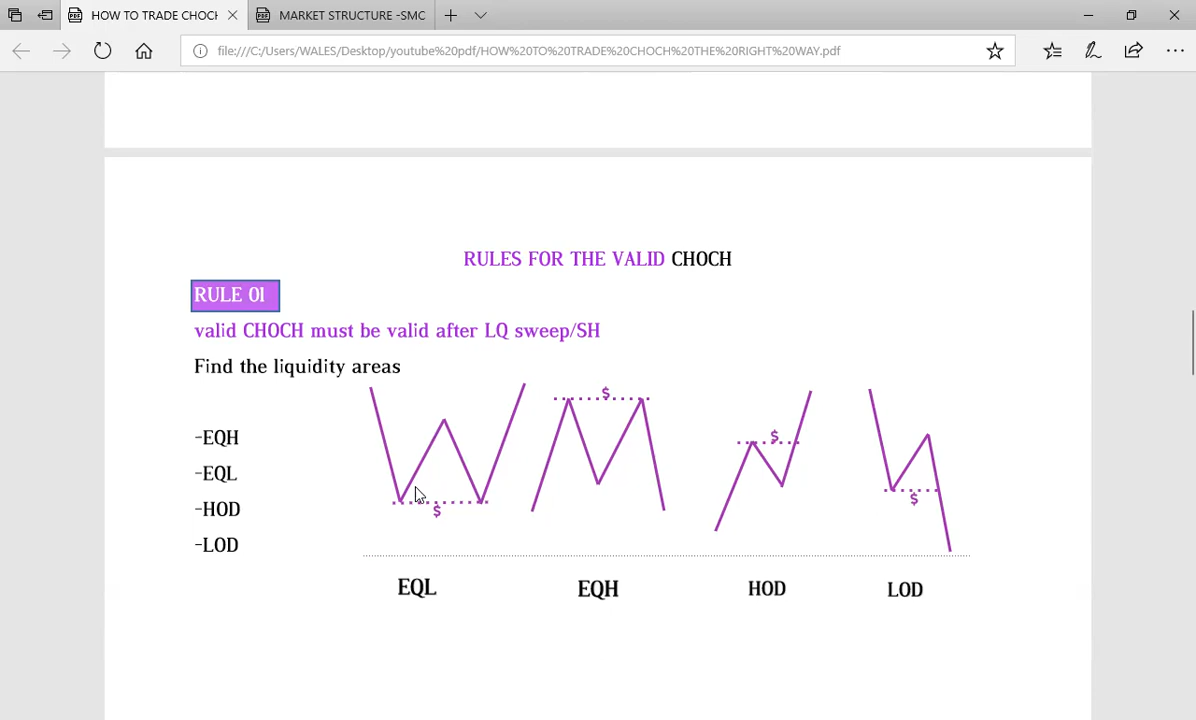 HOW TO TRADE CHOCH
MARKET STRUCTURE -SMC
file:///C:/Users/WALES/Desktop/youtube%20pdf/HOW%20TO%20TRADE%20CHOCH%20THE%20RIGHT%20WAY.pdf
RULES FOR THE VALID CHOCH
RULE 01
valid CHOCH must be valid after LQ sweep/SH
Find the liquidity areas
-EQH
-EQL
-HOD
-LOD
$
$
$
$
EQL
EQH
HOD
LOD